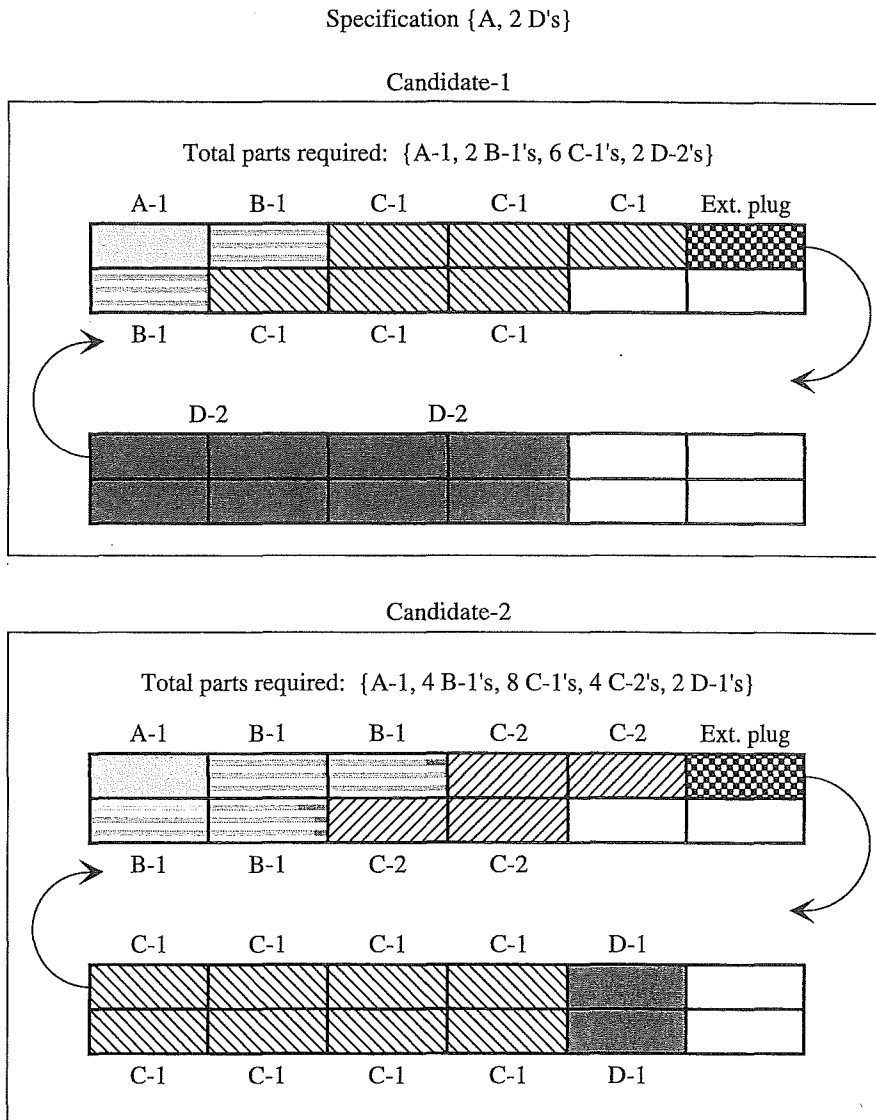 Specification {A, 2 D's}
Candidate-1
Total parts required: {A-1, 2 B-1's, 6 C-1's, 2 D-2's}
A-1 B-1 C-1 C-1 C-1 Ext. plug
B-1 C-1 C-1 C-1
D-2 D-2
Candidate-2
Total parts required: {A-1, 4 B-1's, 8 C-1's, 4 C-2's, 2 D-1's}
A-1 B-1 B-1 C-2 C-2 Ext. plug
B-1 B-1 C-2 C-2
C-1 C-1 C-1 C-1 D-1
C-1 C-1 C-1 C-1 D-1